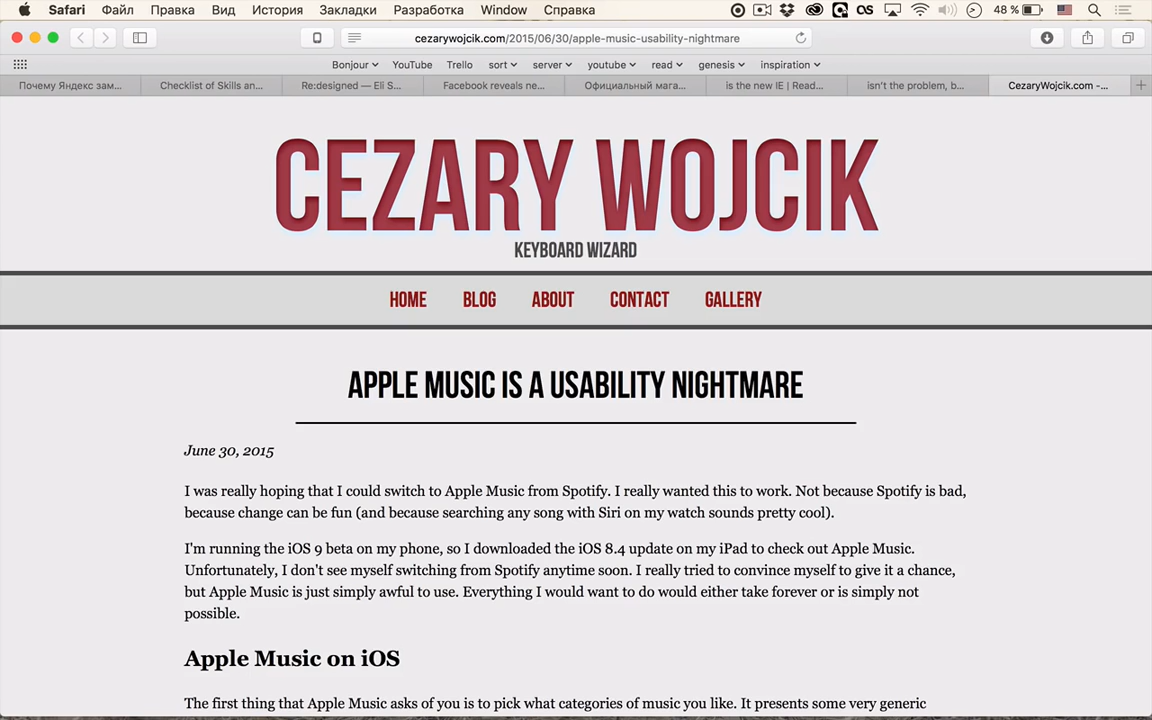 Safari Файл Правка Вид История Закладки Разработка Window Справка 48 %
cezarywojcik.com/2015/06/30/apple-music-usability-nightmare
Bonjour YouTube Trello sort server youtube read genesis inspiration
Почему Яндекс зам... Checklist of Skills an... Re:designed — Eli S... Facebook reveals ne... Официальный мага... is the new IE | Read... isn't the problem, b... CezaryWojcik.com -...
CEZARY WOJCIK
KEYBOARD WIZARD
HOME BLOG ABOUT CONTACT GALLERY
APPLE MUSIC IS A USABILITY NIGHTMARE
June 30, 2015
I was really hoping that I could switch to Apple Music from Spotify. I really wanted this to work. Not because Spotify is bad,
because change can be fun (and because searching any song with Siri on my watch sounds pretty cool).
I'm running the iOS 9 beta on my phone, so I downloaded the iOS 8.4 update on my iPad to check out Apple Music.
Unfortunately, I don't see myself switching from Spotify anytime soon. I really tried to convince myself to give it a chance,
but Apple Music is just simply awful to use. Everything I would want to do would either take forever or is simply not
possible.
Apple Music on iOS
The first thing that Apple Music asks of you is to pick what categories of music you like. It presents some very generic